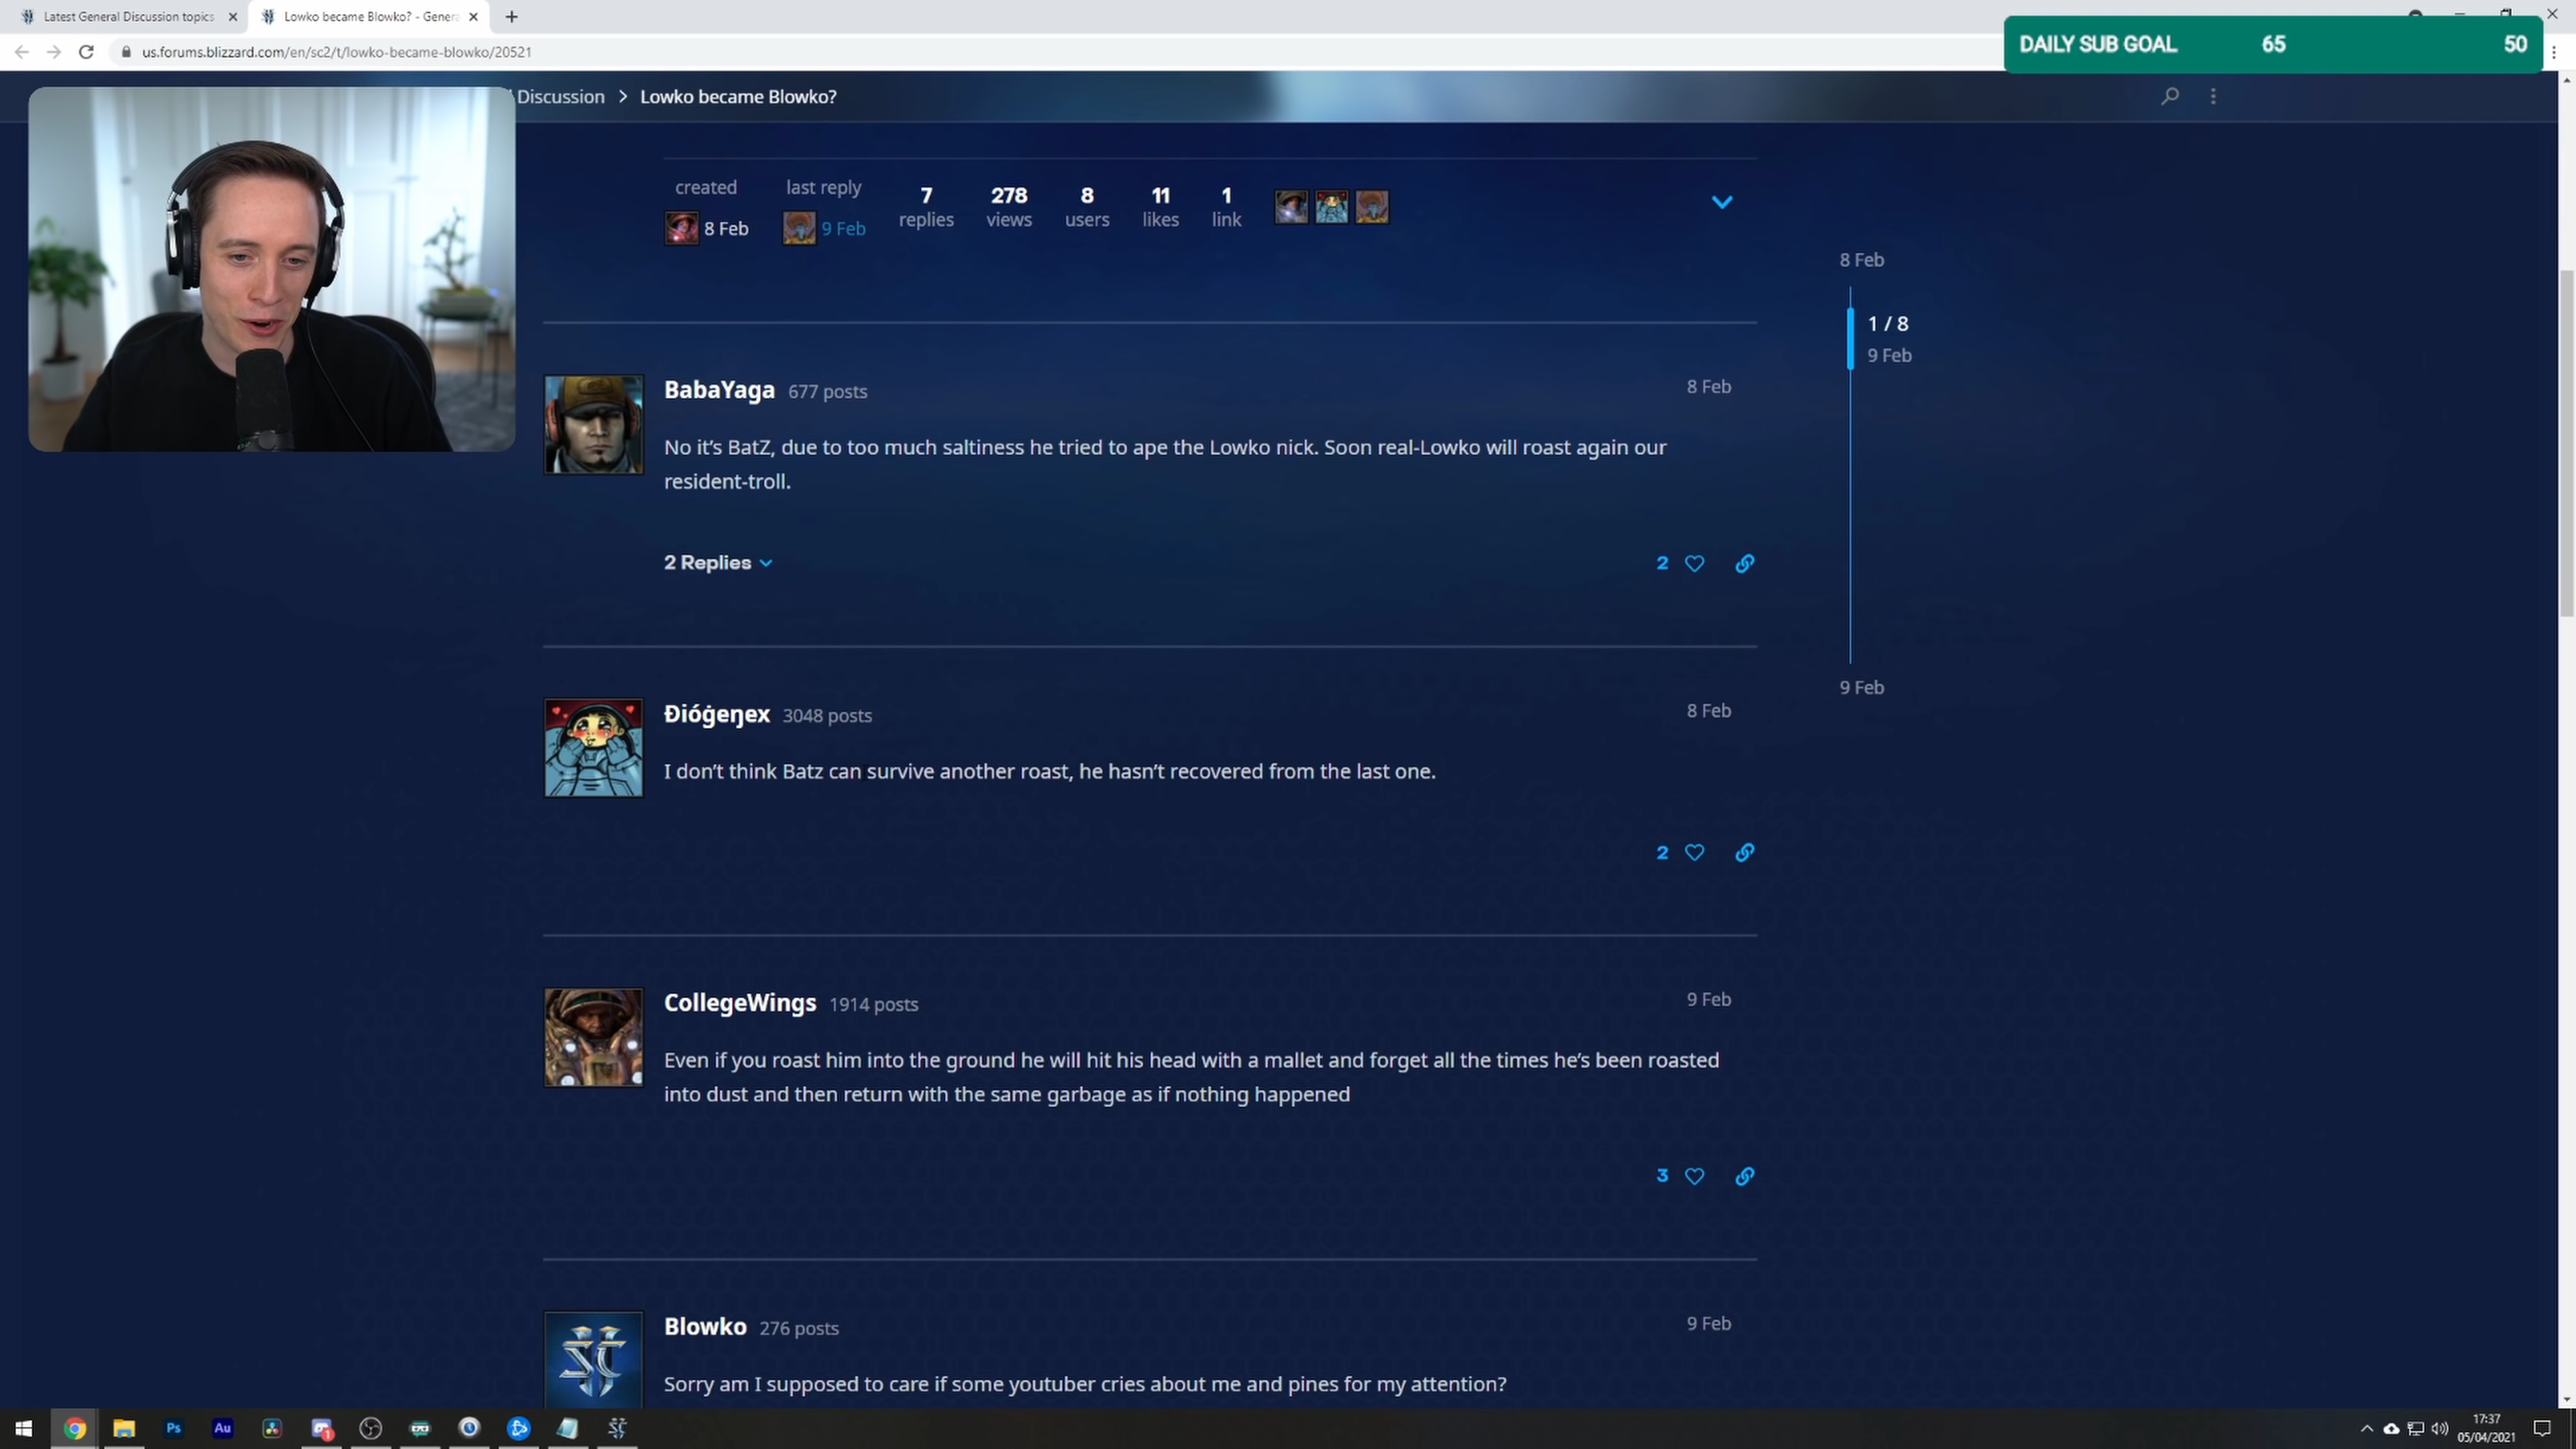 Latest General Discussion topics
Lowko became Blowko? - Genera
us.forums.blizzard.com/en/sc2/t/lowko-became-blowko/20521
DAILY SUB GOAL 65 50
Discussion > Lowko became Blowko?
created
last reply
7
278
8
11
1
8 Feb
9 Feb
replies
views
users
likes
link
8 Feb
1 / 8
9 Feb
9 Feb
BabaYaga 677 posts
8 Feb
No it's BatZ, due to too much saltiness he tried to ape the Lowko nick. Soon real-Lowko will roast again our
resident-troll.
2 Replies
2
Đióġeŋex 3048 posts
8 Feb
I don't think Batz can survive another roast, he hasn't recovered from the last one.
2
CollegeWings 1914 posts
9 Feb
Even if you roast him into the ground he will hit his head with a mallet and forget all the times he's been roasted
into dust and then return with the same garbage as if nothing happened
3
Blowko 276 posts
9 Feb
Sorry am I supposed to care if some youtuber cries about me and pines for my attention?
Ps
Au
1
17:37
05/04/2021